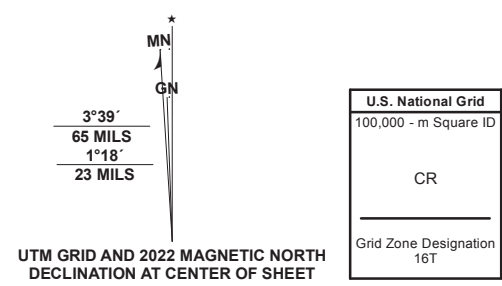 ★
MN
GN
3°39´
65 MILS
1°18´
23 MILS
UTM GRID AND 2022 MAGNETIC NORTH
DECLINATION AT CENTER OF SHEET
U.S. National Grid
100,000 - m Square ID
CR
Grid Zone Designation
16T